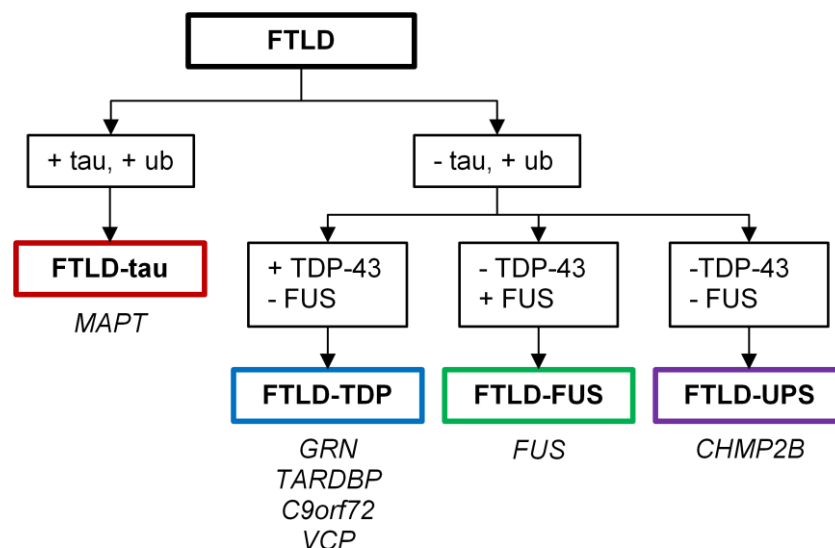 FTLD
+ tau, + ub
- tau, + ub
FTLD-tau
MAPT
+ TDP-43
- FUS
- TDP-43
+ FUS
-TDP-43
- FUS
FTLD-TDP
FTLD-FUS
FTLD-UPS
GRN
TARDBP
C9orf72
VCP
FUS
CHMP2B